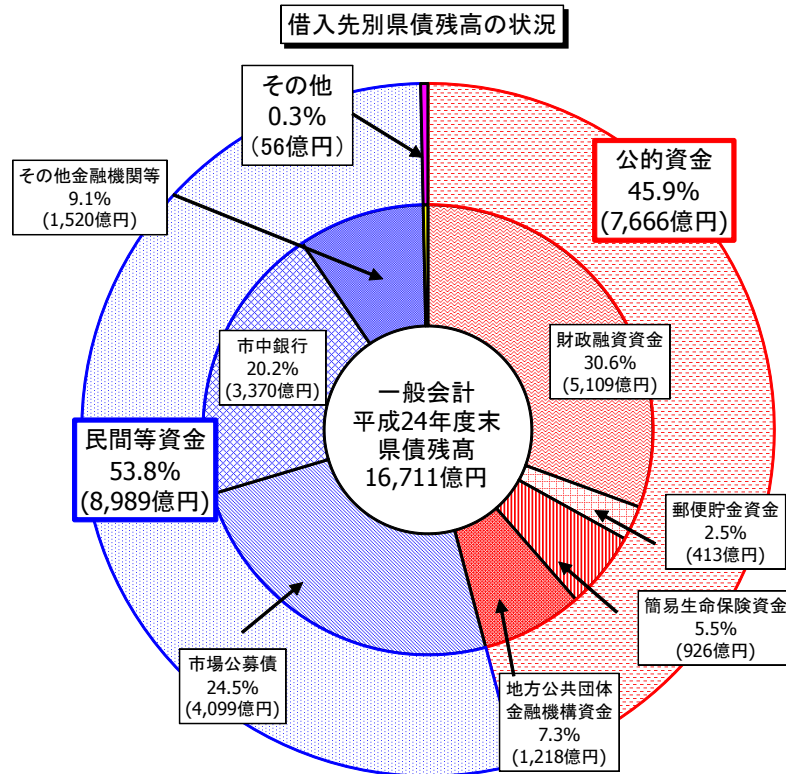 借入先別県債残高の状況
その他
0.3%
(56億円)
公的資金
45.9%
(7,666億円)
その他金融機関等
9.1%
(1,520億円)
市中銀行
20.2%
(3,370億円)
財政融資資金
30.6%
(5,109億円)
一般会計
平成24年度末
県債残高
16,711億円
民間等資金
53.8%
(8,989億円)
郵便貯金資金
2.5%
(413億円)
簡易生命保険資金
5.5%
(926億円)
市場公募債
24.5%
(4,099億円)
地方公共団体
金融機構資金
7.3%
(1,218億円)